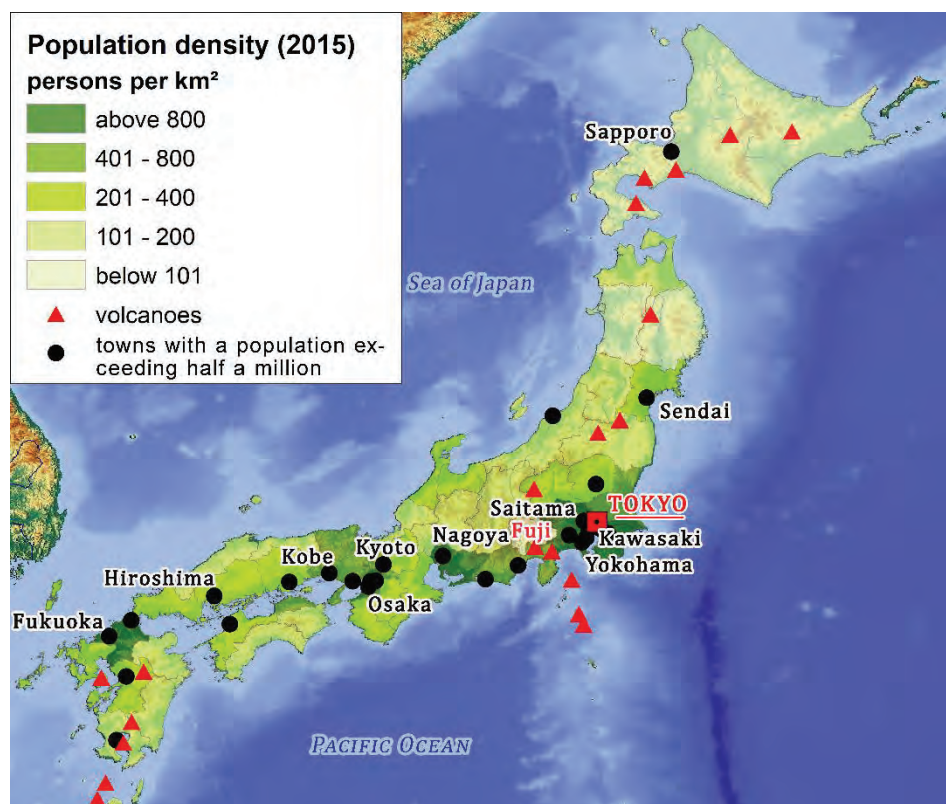 Population density (2015)
persons per km²
above 800
401 - 800
201 - 400
101 - 200
below 101
volcanoes
towns with a population ex-
ceeding half a million
Sapporo
Sea of Japan
Sendai
Saitama
TOKYO
Nagoya
Fuji
Kawasaki
Kyoto
Yokohama
Kobe
Hiroshima
Osaka
Fukuoka
PACIFIC OCEAN